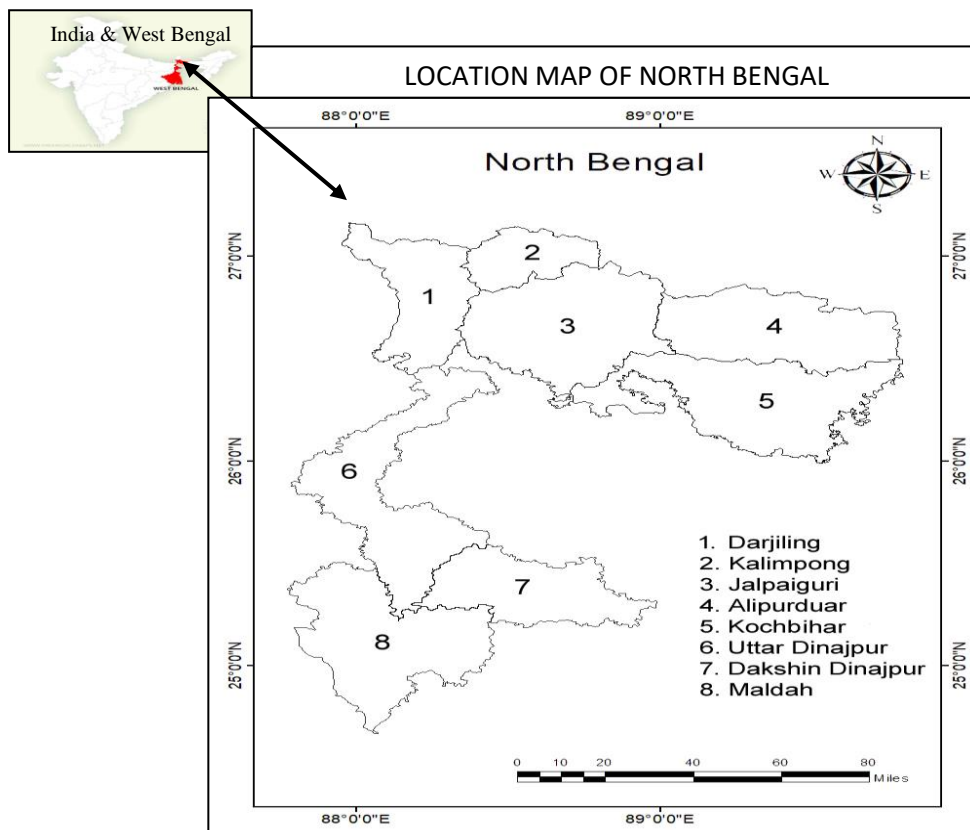 India & West Bengal
WEST BENGAL
LOCATION MAP OF NORTH BENGAL
88°0'0"E 89°0'0"E
North Bengal
N
W E
S
27°0'0"N 27°0'0"N
2
1
3
4
5
26°0'0"N 26°0'0"N
6
1. Darjiling
2. Kalimpong
3. Jalpaiguri
4. Alipurduar
5. Kochbihar
6. Uttar Dinajpur
7. Dakshin Dinajpur
8. Maldah
7
8
25°0'0"N 25°0'0"N
0 10 20 40 60 80
Miles
88°0'0"E 89°0'0"E